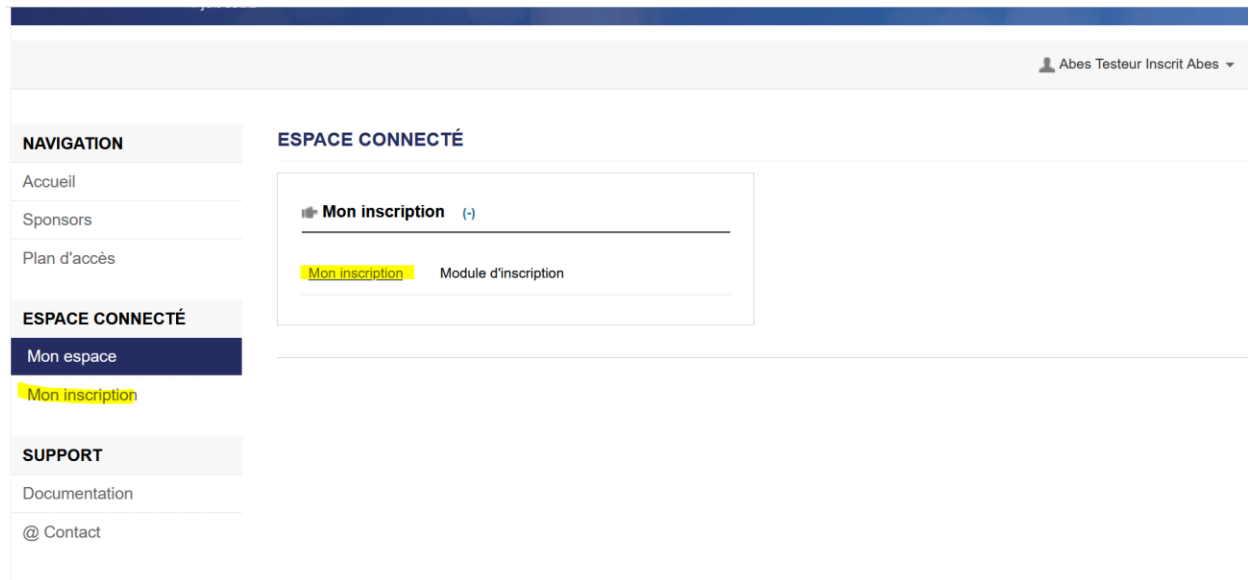 Abes Testeur Inscrit Abes
NAVIGATION
Accueil
Sponsors
Plan d'accès
ESPACE CONNECTÉ
Mon espace
Mon inscription
SUPPORT
Documentation
@ Contact
ESPACE CONNECTÉ
Mon inscription (-)
Mon inscription Module d'inscription